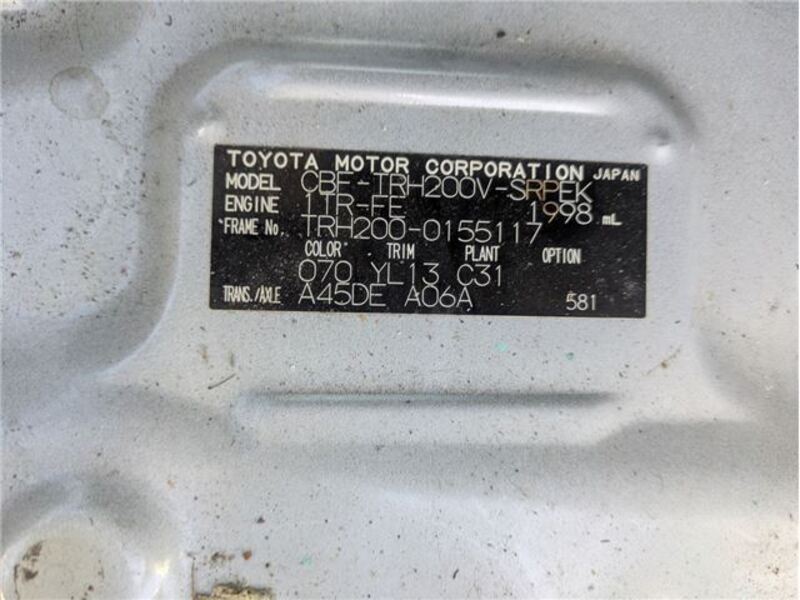 TOYOTA MOTOR CORPORATION JAPAN
MODEL CBF-TRH200V-SRPEK
ENGINE 1TR-FE 1998 mL
FRAME No. TRH200-0155117
COLOR TRIM PLANT OPTION
070 YL13 C31
TRANS./AXLE A45DE A06A 581